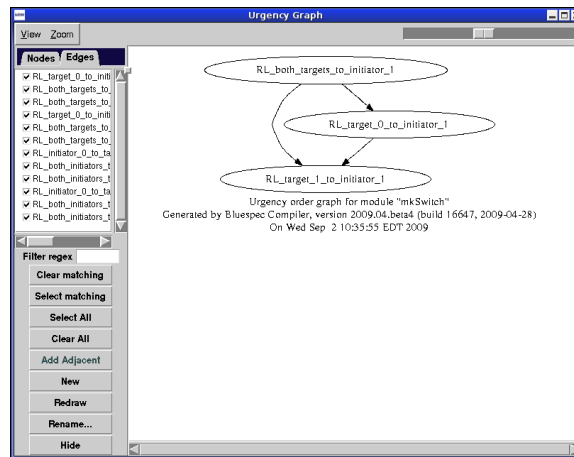 Urgency Graph
View Zoom
Nodes Edges
RL_target_0_to_initi
RL_both_targets_to_
RL_both_targets_to_
RL_target_0_to_initi
RL_both_targets_to_
RL_both_targets_to_
RL_initiator_0_to_ta
RL_both_initiators_t
RL_both_initiators_t
RL_initiator_0_to_ta
RL_both_initiators_t
RL_both_initiators_t
Filter regex
Clear matching
Select matching
Select All
Clear All
Add Adjacent
New
Redraw
Rename...
Hide
RL_both_targets_to_initiator_1
RL_target_0_to_initiator_1
RL_target_1_to_initiator_1
Urgency order graph for module "mkSwitch"
Generated by Bluespec Compiler, version 2009.04.beta4 (build 16647, 2009-04-28)
On Wed Sep 2 10:35:55 EDT 2009